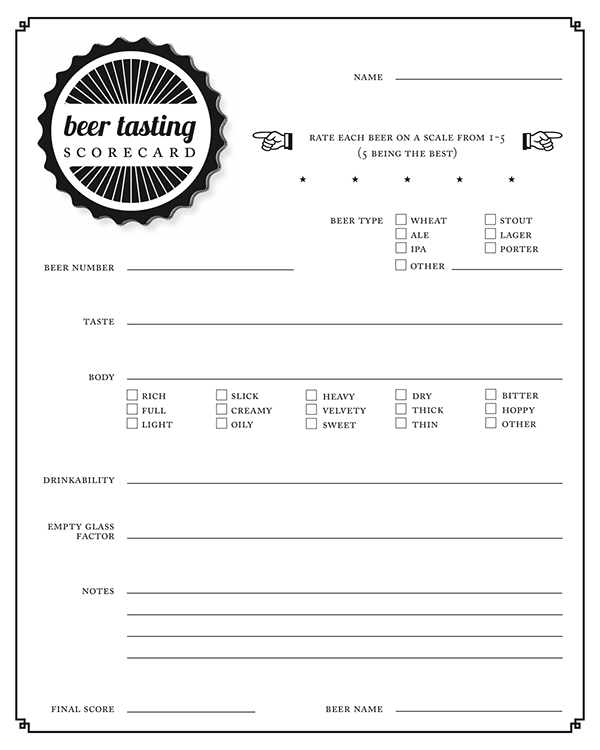 beer tasting
SCORECARD
NAME
RATE EACH BEER ON A SCALE FROM 1-5
(5 BEING THE BEST)
BEER TYPE
WHEAT
ALE
IPA
OTHER
STOUT
LAGER
PORTER
BEER NUMBER
TASTE
BODY
RICH
FULL
LIGHT
SLICK
CREAMY
OILY
HEAVY
VELVETY
SWEET
DRY
THICK
THIN
BITTER
HOPPY
OTHER
DRINKABILITY
EMPTY GLASS
FACTOR
NOTES
FINAL SCORE
BEER NAME